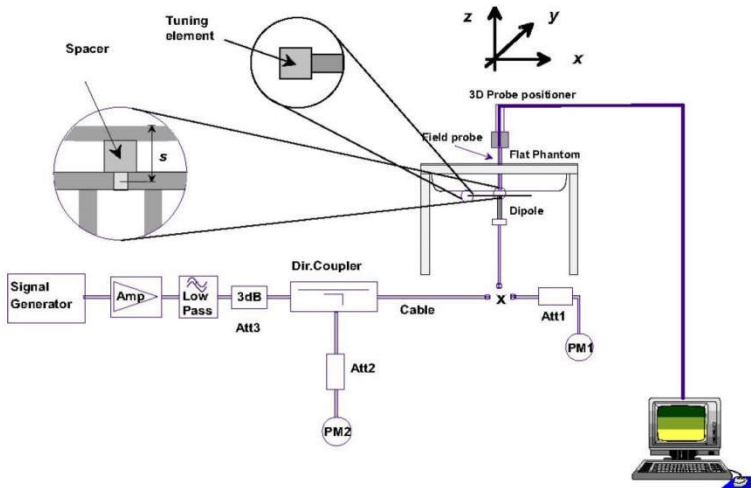 Tuning
element
Spacer
s
z
y
x
3D Probe positioner
Field probe
Flat Phantom
Dipole
Signal
Generator
Amp
Low
Pass
3dB
Att3
Dir.Coupler
Cable
x
Att1
PM1
Att2
PM2